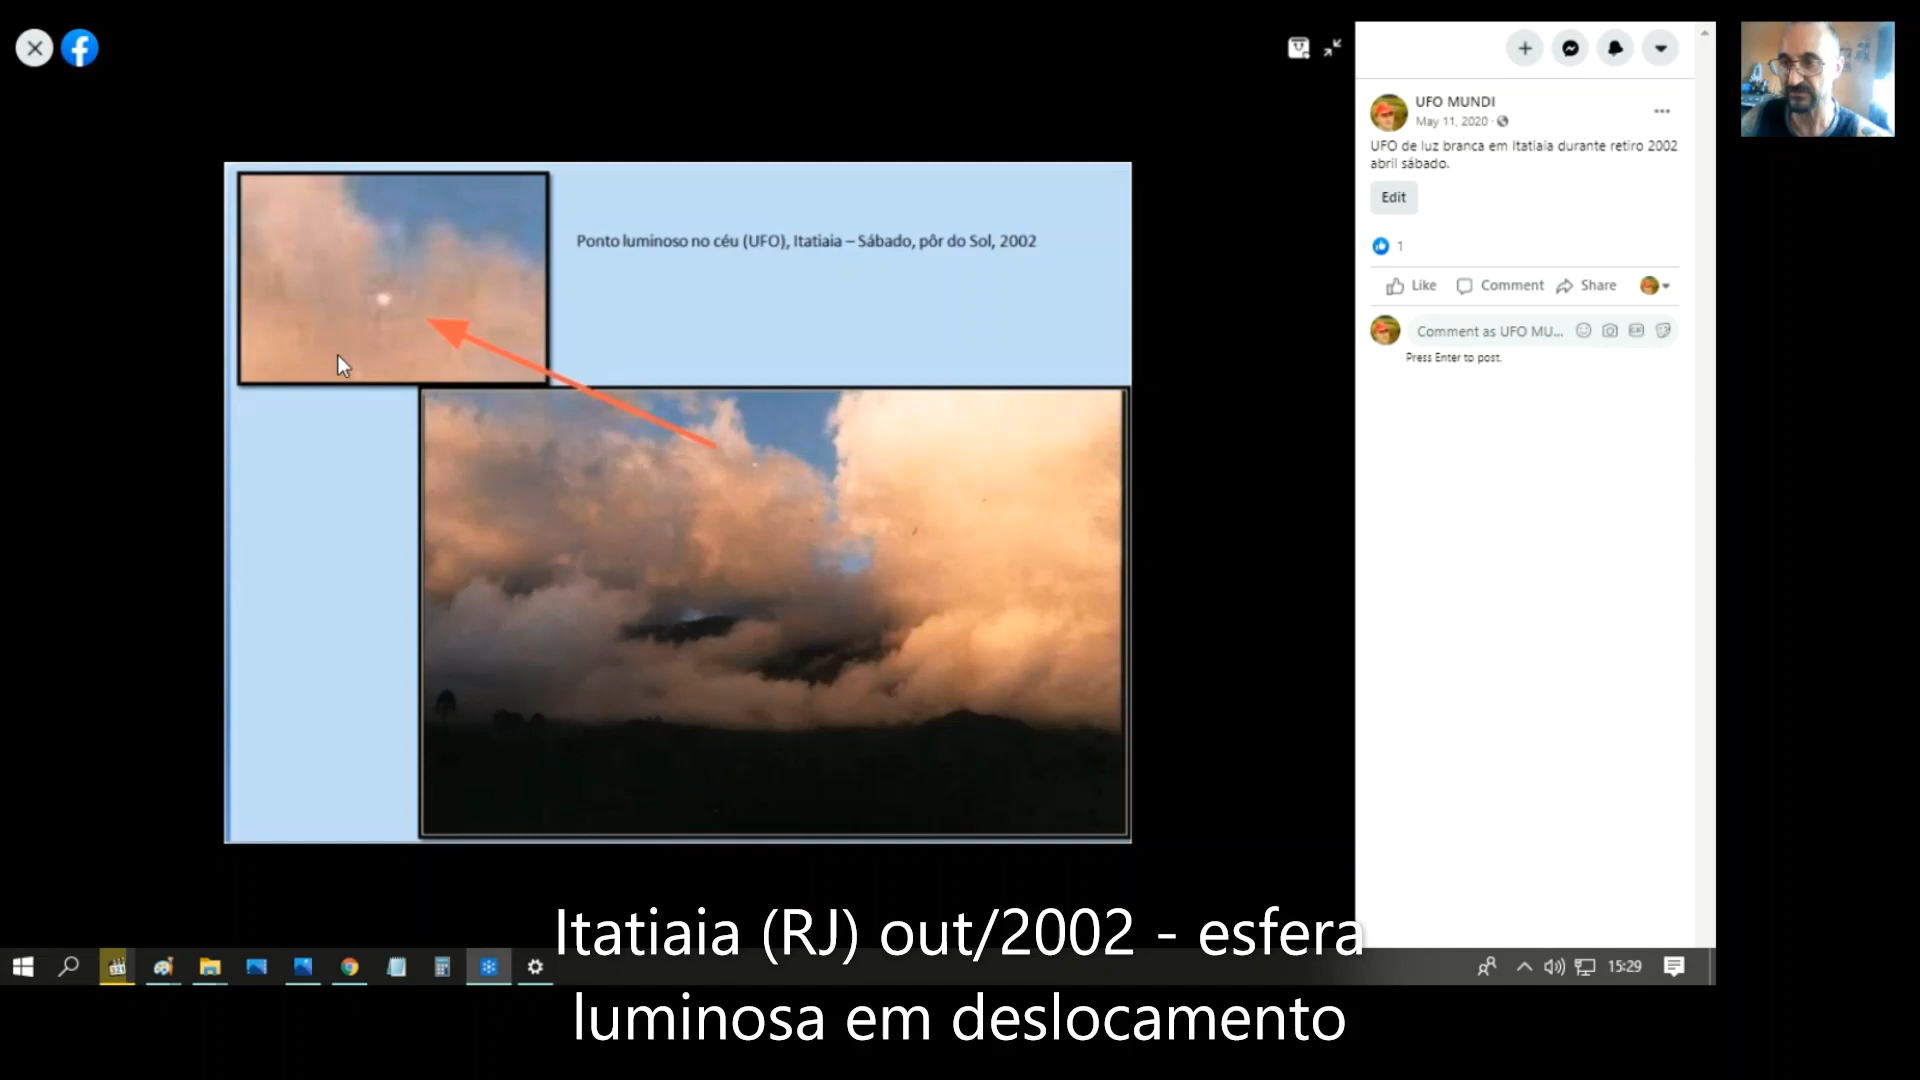 UFO MUNDI
May 11, 2020 ·
UFO de luz branca em Itatiaia durante retiro 2002
abril sábado.
Edit
1
Like Comment Share
Comment as UFO MU...
Press Enter to post.
Ponto luminoso no céu (UFO), Itatiaia – Sábado, pôr do Sol, 2002
Itatiaia (RJ) out/2002 - esfera
luminosa em deslocamento
15:29